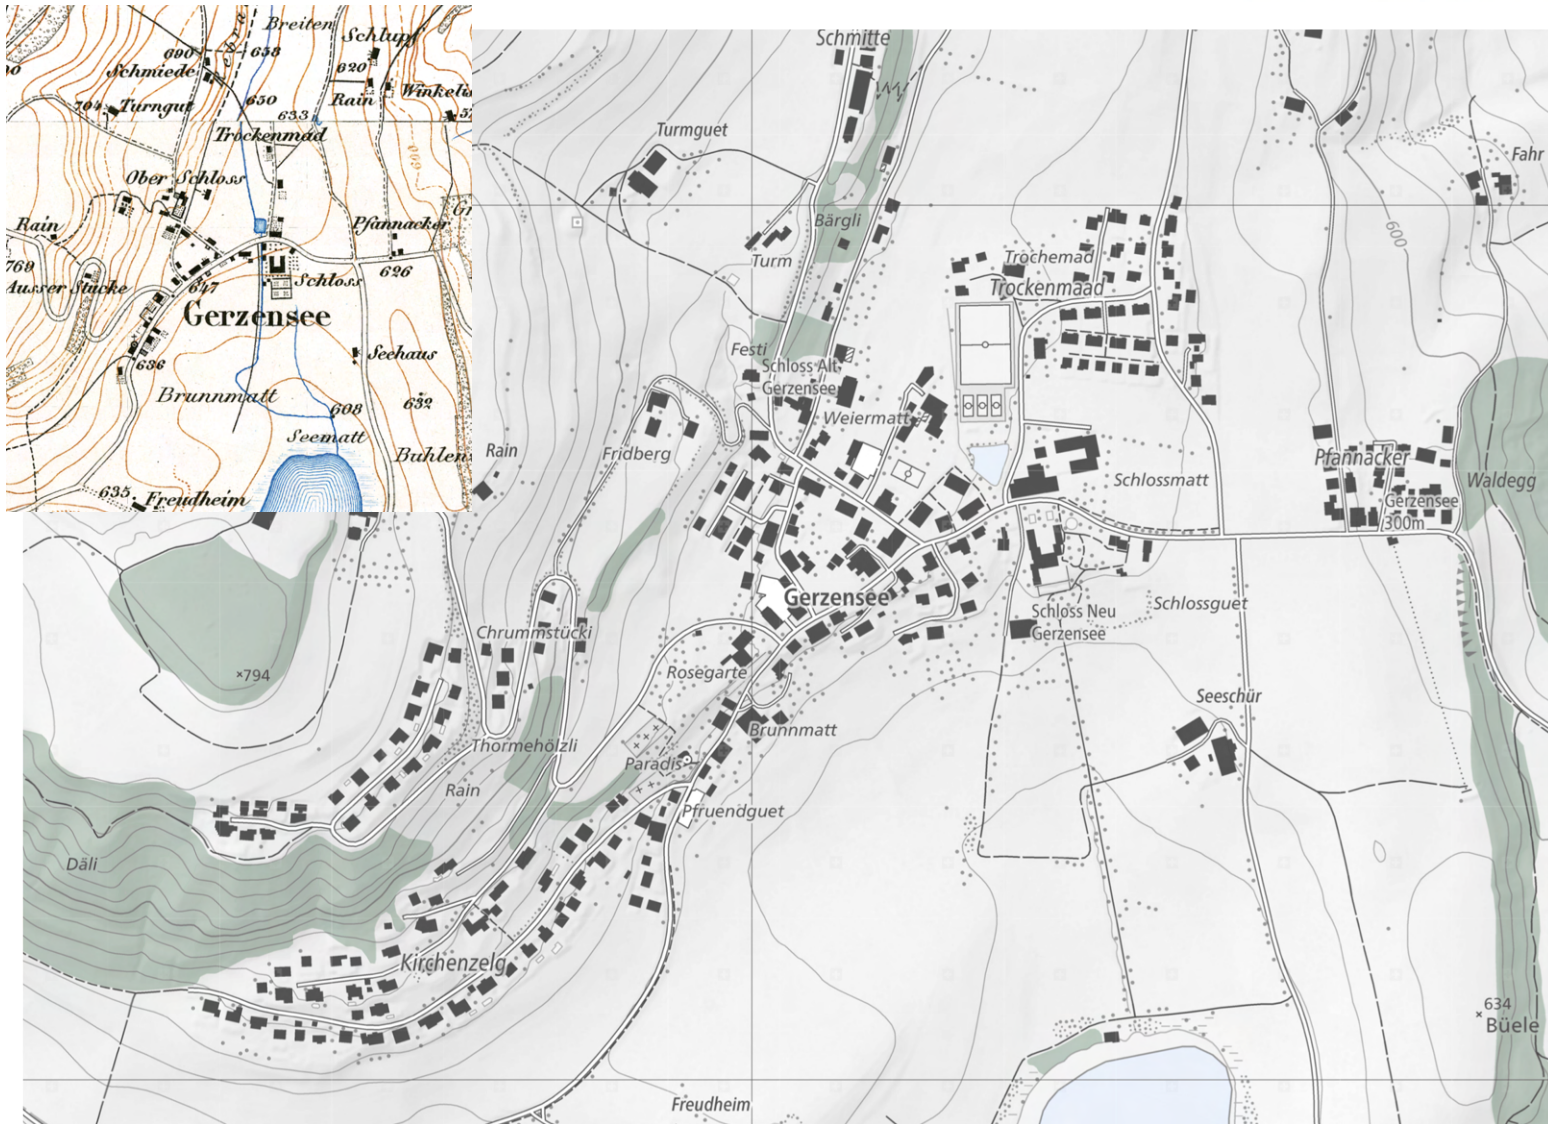 Breiten
Schlupf
690
658
620
Schmiede
Rain
704
Turngut
650
633
Trockenmad
600
Ober Schloss
Rain
Pfannacker
769
626
Ausser Stücke
647
Schloss
Gerzensee
Seehaus
636
Brunnmatt
632
608
Seematt
635
Freudheim
Schmitte
Turmguet
Fahr
Bärgli
600
Turm
Trochemad
Trockenmaad
Festi
Schloss Alt
Gerzensee
Weiermatt
Rain
Fridberg
Pfannacker
Schlossmatt
Waldegg
Gerzensee
300m
Gerzensee
Schloss Neu
Gerzensee
Schlossguet
Chrummstücki
×794
Rosegarte
Seeschür
Brunnmatt
Thormehölzli
Paradis
Rain
Pfruendguet
Däli
Kirchenzelg
634
Büele
Freudheim